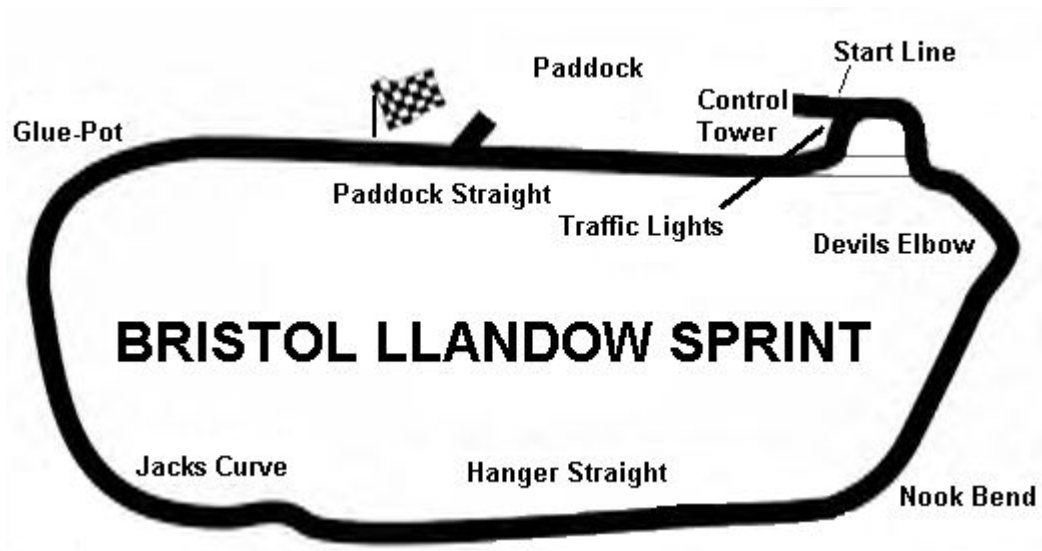 Start Line
Paddock
Control
Tower
Glue-Pot
Paddock Straight
Traffic Lights
Devils Elbow
BRISTOL LLANDOW SPRINT
Jacks Curve
Hanger Straight
Nook Bend